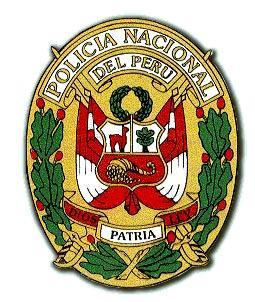 POLICIA NACIONAL
DEL PERU
DIOS
PATRIA
LEY